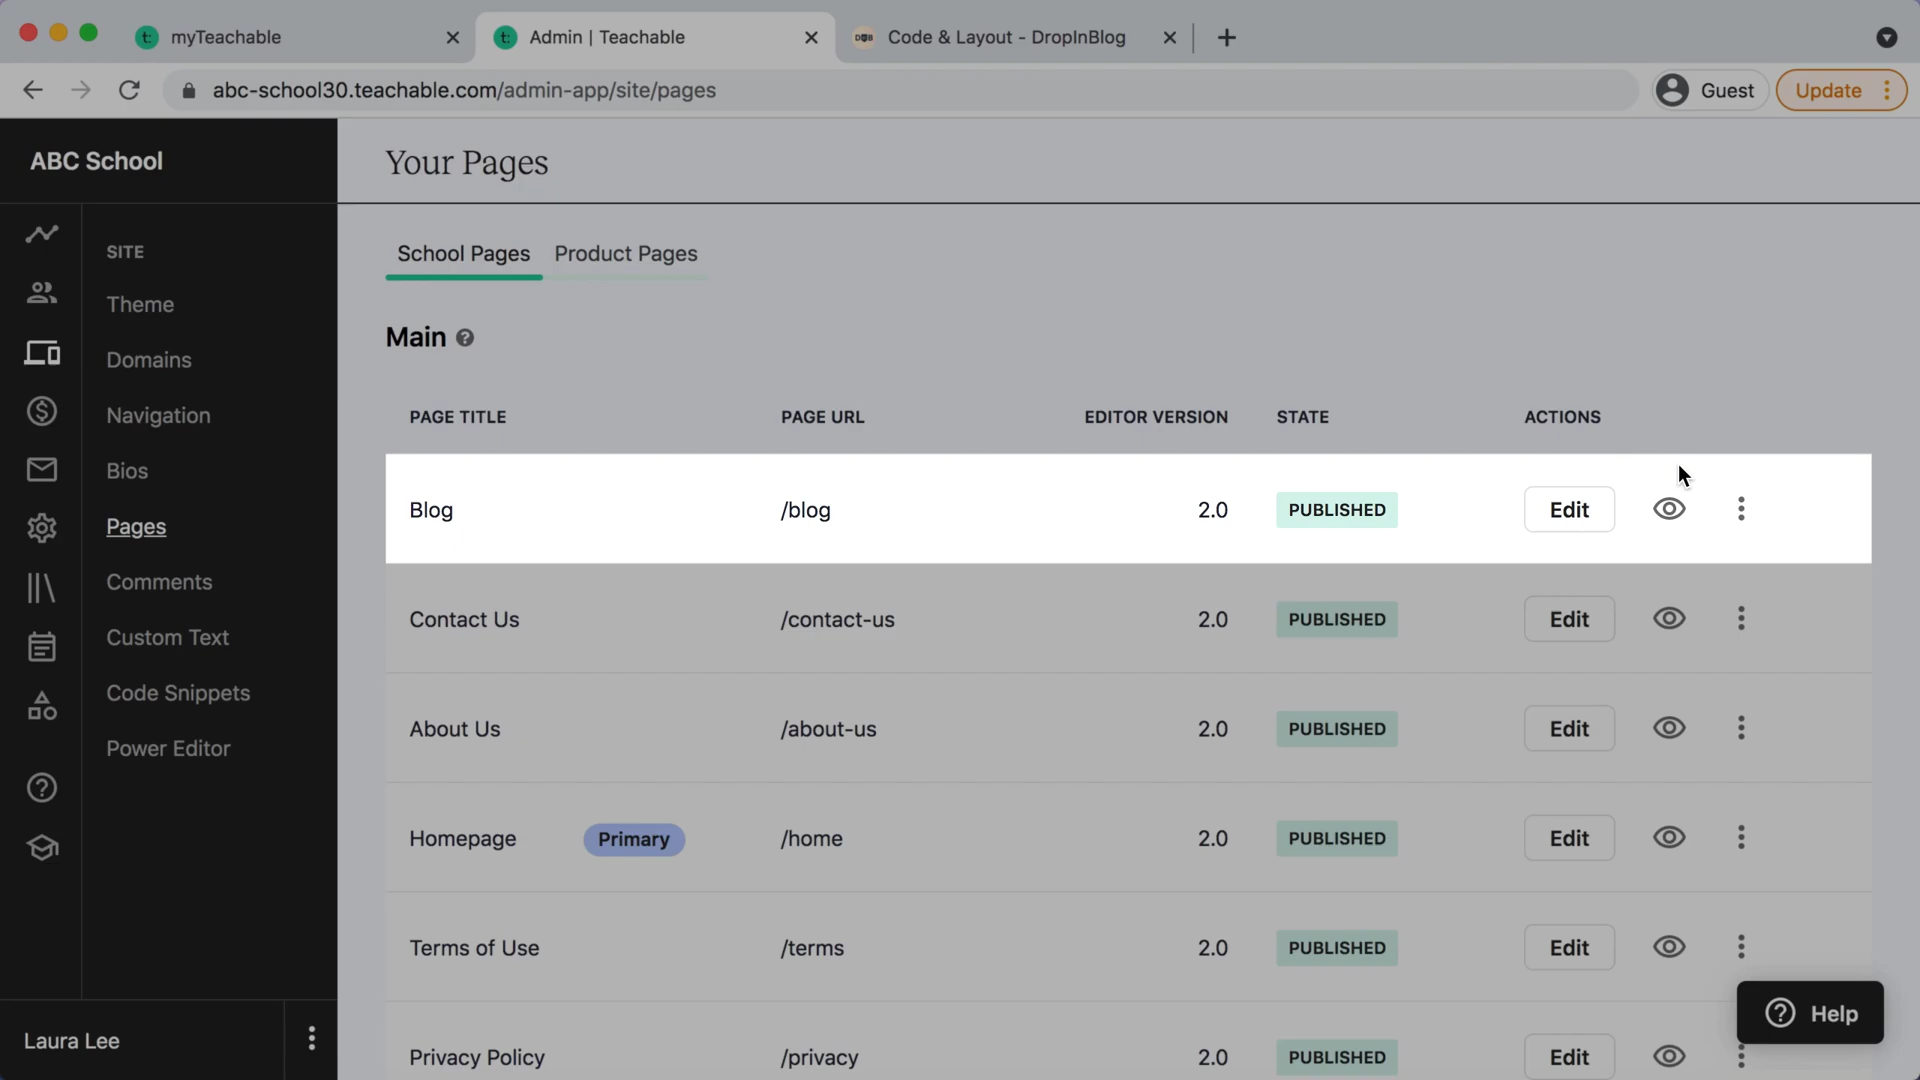 myTeachable
Admin | Teachable
DOB Code & Layout - DropInBlog
abc-school30.teachable.com/admin-app/site/pages
Guest
Update
ABC School
Your Pages
SITE
Theme
Domains
Navigation
Bios
Pages
Comments
Custom Text
Code Snippets
Power Editor
Laura Lee
School Pages Product Pages
Main
PAGE TITLE PAGE URL EDITOR VERSION STATE ACTIONS
Blog /blog 2.0 PUBLISHED Edit
Contact Us /contact-us 2.0 PUBLISHED Edit
About Us /about-us 2.0 PUBLISHED Edit
Homepage Primary /home 2.0 PUBLISHED Edit
Terms of Use /terms 2.0 PUBLISHED Edit
Privacy Policy /privacy 2.0 PUBLISHED Edit
Help